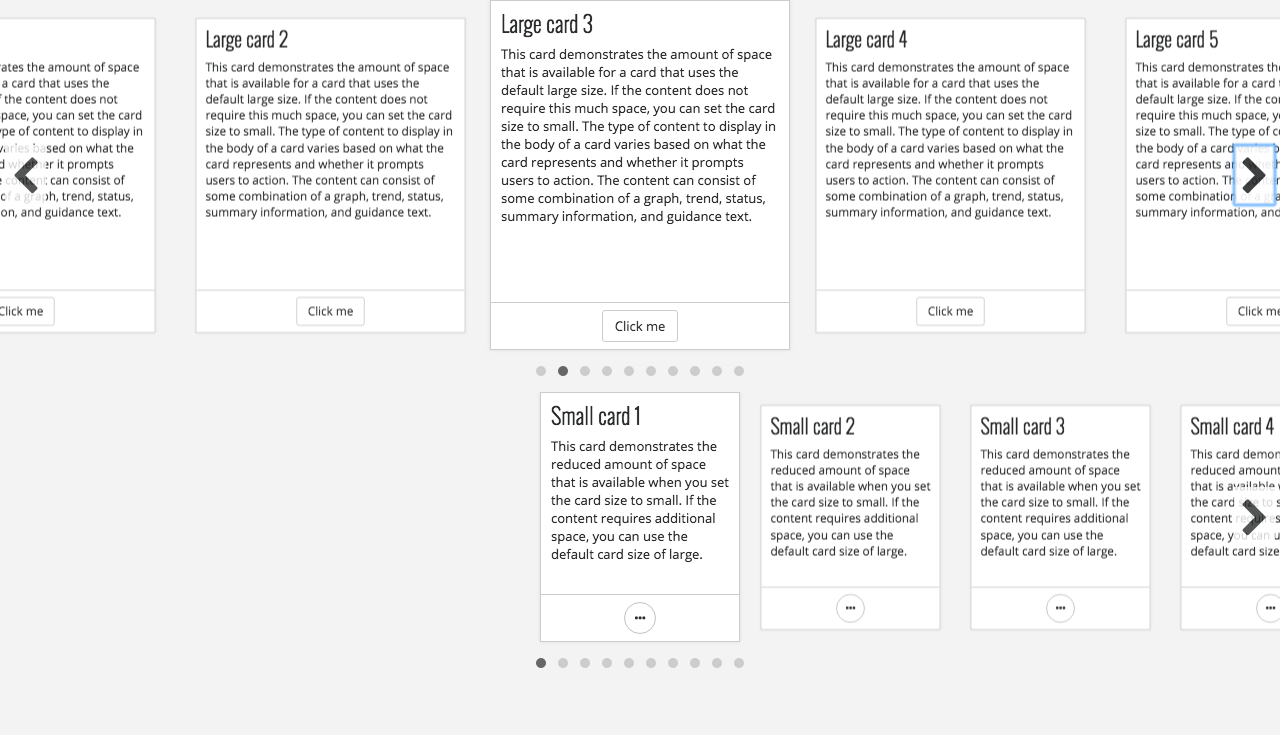 ates the amount of space
a card that uses the
f the content does not
space, you can set the card
ype of content to display in
varies based on what the
d whether it prompts
e content can consist of
of a graph, trend, status,
on, and guidance text.
Click me
Large card 2
This card demonstrates the amount of space
that is available for a card that uses the
default large size. If the content does not
require this much space, you can set the card
size to small. The type of content to display in
the body of a card varies based on what the
card represents and whether it prompts
users to action. The content can consist of
some combination of a graph, trend, status,
summary information, and guidance text.
Click me
Large card 3
This card demonstrates the amount of space
that is available for a card that uses the
default large size. If the content does not
require this much space, you can set the card
size to small. The type of content to display in
the body of a card varies based on what the
card represents and whether it prompts
users to action. The content can consist of
some combination of a graph, trend, status,
summary information, and guidance text.
Click me
Large card 4
This card demonstrates the amount of space
that is available for a card that uses the
default large size. If the content does not
require this much space, you can set the card
size to small. The type of content to display in
the body of a card varies based on what the
card represents and whether it prompts
users to action. The content can consist of
some combination of a graph, trend, status,
summary information, and guidance text.
Click me
Large card 5
This card demonstrates the
that is available for a card
default large size. If the co
require this much space, y
size to small. The type of co
the body of a card varies b
card represents an
users to action. Th
some combination
summary information, and
Click me
Small card 1
This card demonstrates the
reduced amount of space
that is available when you set
the card size to small. If the
content requires additional
space, you can use the
default card size of large.
Small card 2
This card demonstrates the
reduced amount of space
that is available when you set
the card size to small. If the
content requires additional
space, you can use the
default card size of large.
Small card 3
This card demonstrates the
reduced amount of space
that is available when you set
the card size to small. If the
content requires additional
space, you can use the
default card size of large.
Small card 4
This card demon
reduced amount
that is available
the card size to s
content
space, you can u
default card size